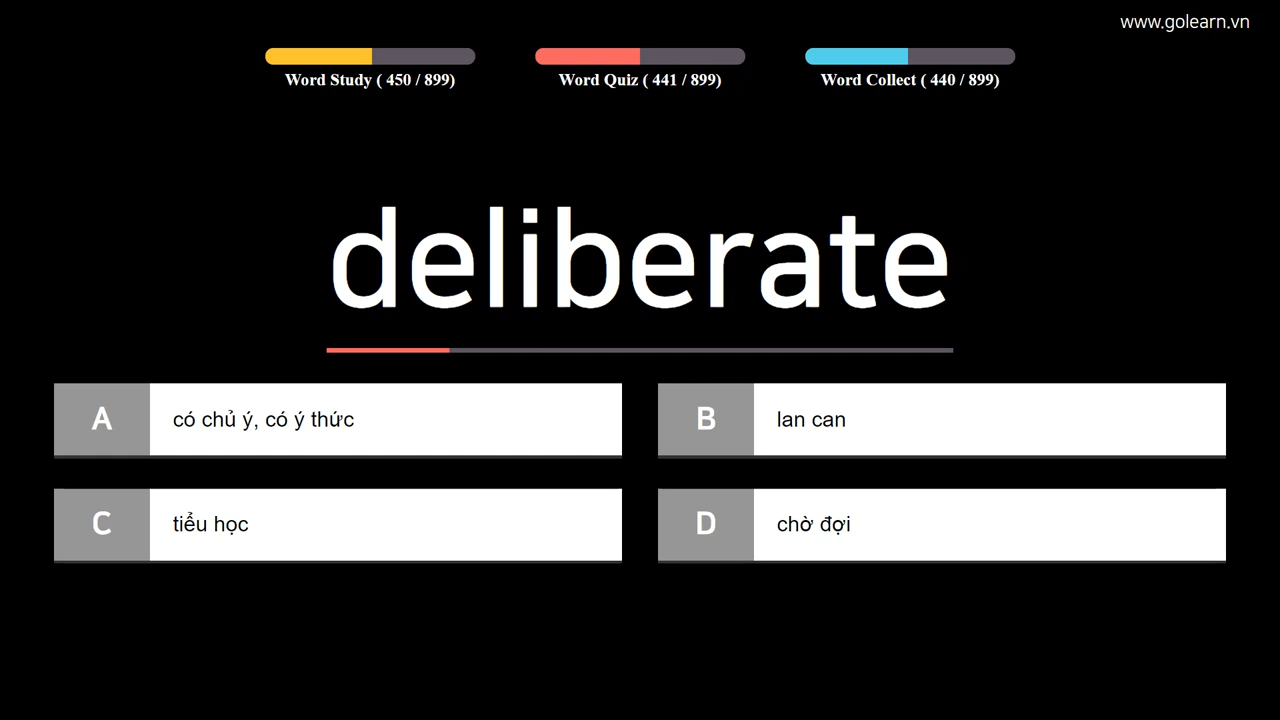 www.golearn.vn
Word Study ( 450 / 899)
Word Quiz ( 441 / 899)
Word Collect ( 440 / 899)
deliberate
A
có chủ ý, có ý thức
B
lan can
C
tiểu học
D
chờ đợi